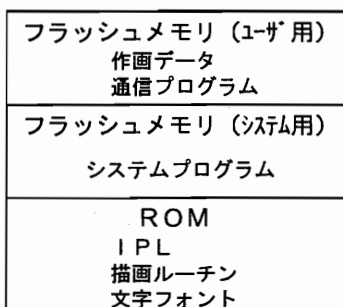 フラッシュメモリ (ﾕｰｻﾞ用)
作画データ
通信プログラム
フラッシュメモリ (ｼｽﾃﾑ用)
システムプログラム
ROM
IPL
描画ルーチン
文字フォント